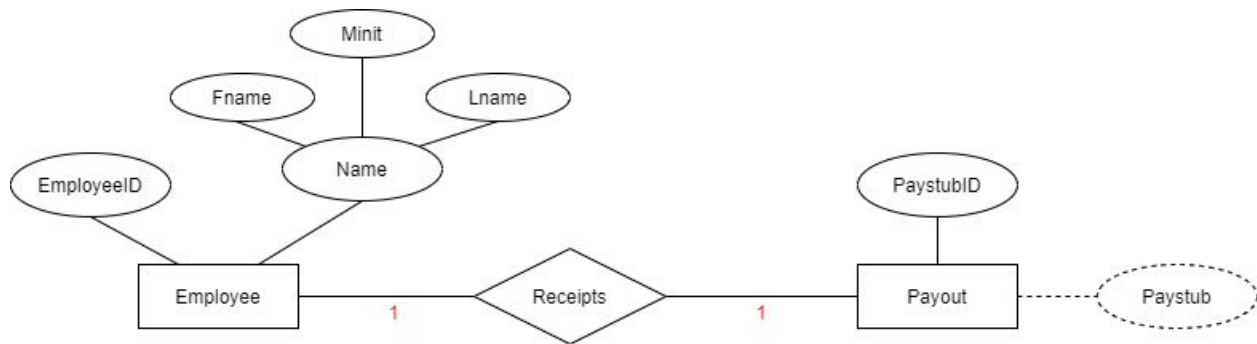 Minit
Fname
Lname
Name
EmployeeID
PaystubID
Employee
1
Receipts
1
Payout
Paystub